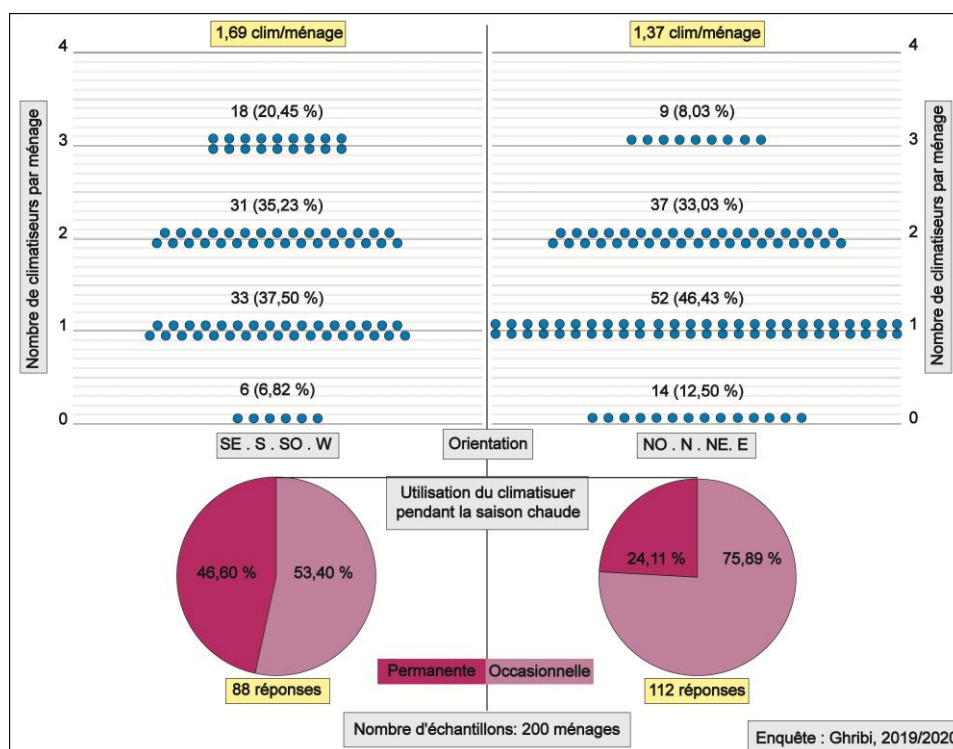 1,69 clim/ménage
1,37 clim/ménage
Nombre de climatiseurs par ménage
4
3
2
1
0
18 (20,45 %)
31 (35,23 %)
33 (37,50 %)
6 (6,82 %)
9 (8,03 %)
37 (33,03 %)
52 (46,43 %)
14 (12,50 %)
4
3
2
1
0
Nombre de climatiseurs par ménage
SE . S . SO . W
Orientation
NO . N . NE. E
Utilisation du climatisuer
pendant la saison chaude
46,60 %
53,40 %
24,11 %
75,89 %
Permanente
Occasionnelle
88 réponses
112 réponses
Nombre d'échantillons: 200 ménages
Enquête : Ghribi, 2019/2020